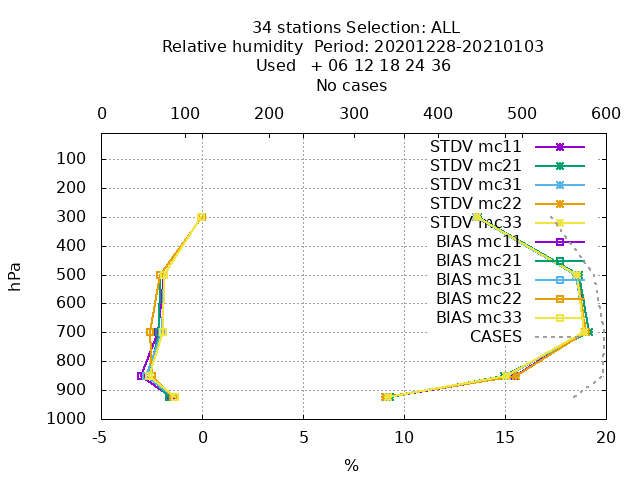 34 stations Selection: ALL
Relative humidity  Period: 20201228-20210103
Used   + 06 12 18 24 36
No cases
0 100 200 300 400 500 600
STDV mc11
100
STDV mc21
STDV mc31
200
STDV mc22
300
STDV mc33
BIAS mc11
400
BIAS mc21
500
BIAS mc31
BIAS mc22
600
BIAS mc33
700
CASES
800
900
1000
hPa
-5 0 5 10 15 20
%